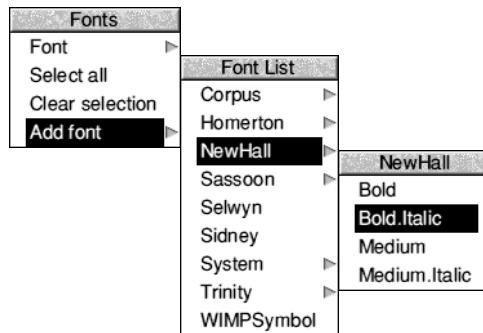 Fonts
Font
Select all
Clear selection
Add font
Font List
Corpus
Homerton
NewHall
Sassoon
Selwyn
Sidney
System
Trinity
WIMPSymbol
NewHall
Bold
Bold.Italic
Medium
Medium.Italic